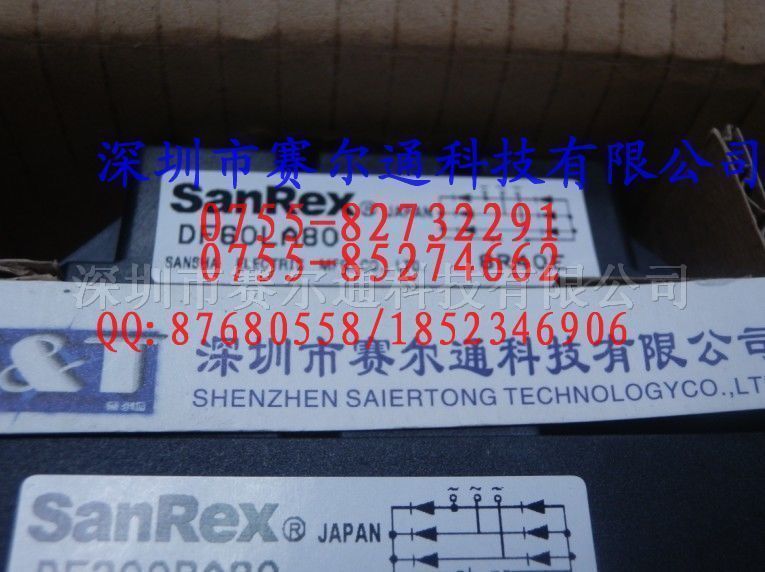 深圳市赛尔通科技有限公司
SanRex® JAPAN
0755-82732291
DF60LA80
0755-85274662
深圳市赛尔通科技有限公司
QQ: 87680558/1852346906
&T 深圳市赛尔通科技有限公司
SHENZHEN SAIERTONG TECHNOLOGYCO.,LT
SanRex® JAPAN